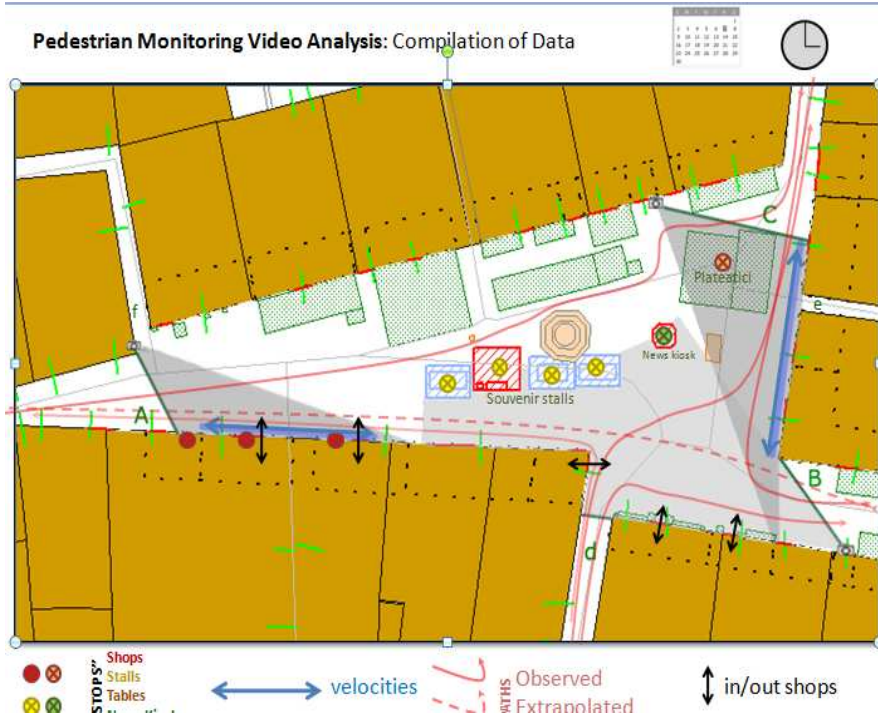 Pedestrian Monitoring Video Analysis: Compilation of Data
C
Plateatici
e
f
a
News kiosk
Souvenir stalls
A
B
d
"STOPS"
Shops
Stalls
Tables
velocities
Observed
Extrapolated
in/out shops